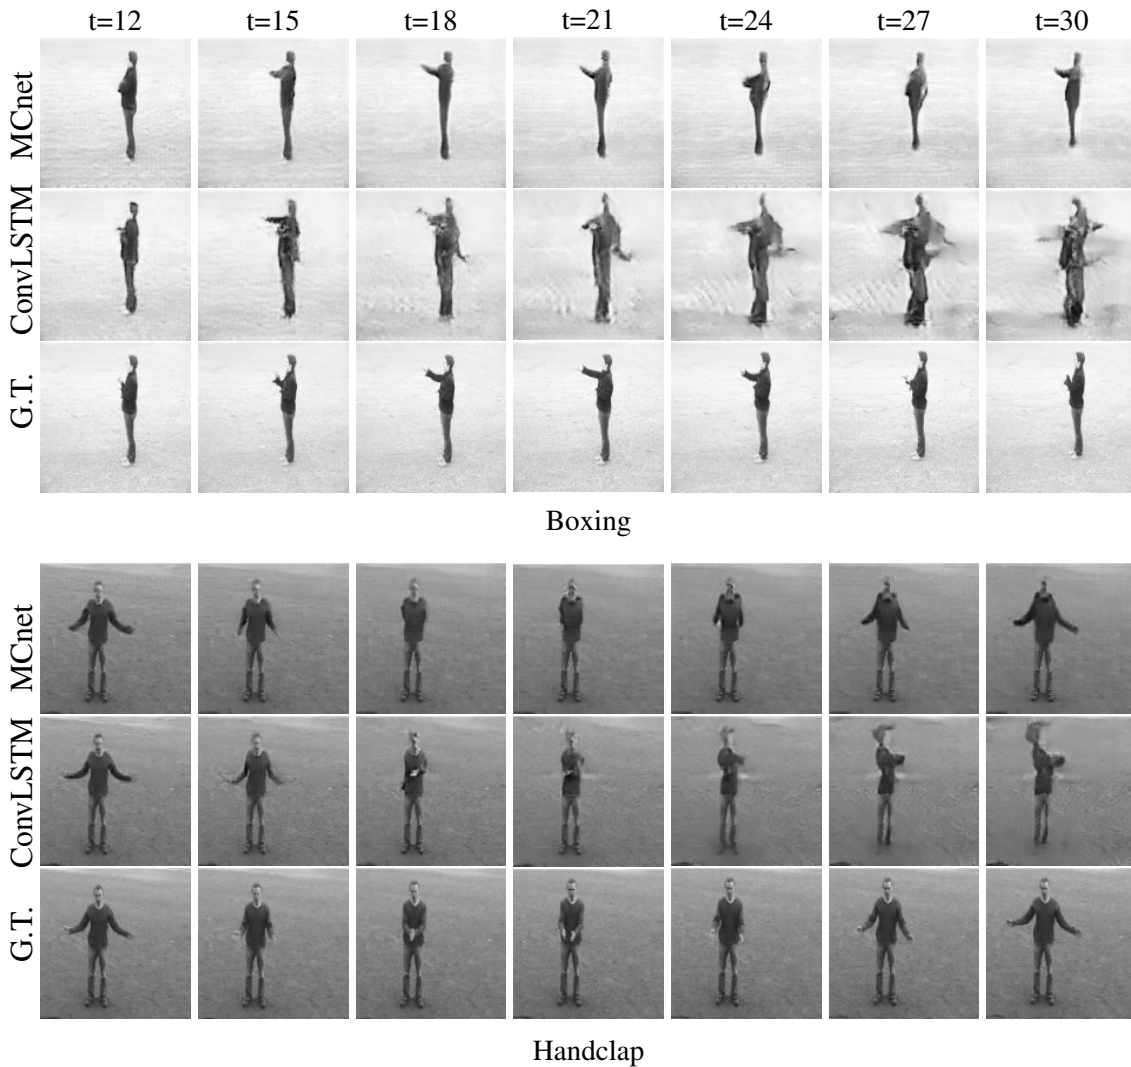 t=12 t=15 t=18 t=21 t=24 t=27 t=30
MCnet
ConvLSTM
G.T.
Boxing
MCnet
ConvLSTM
G.T.
Handclap